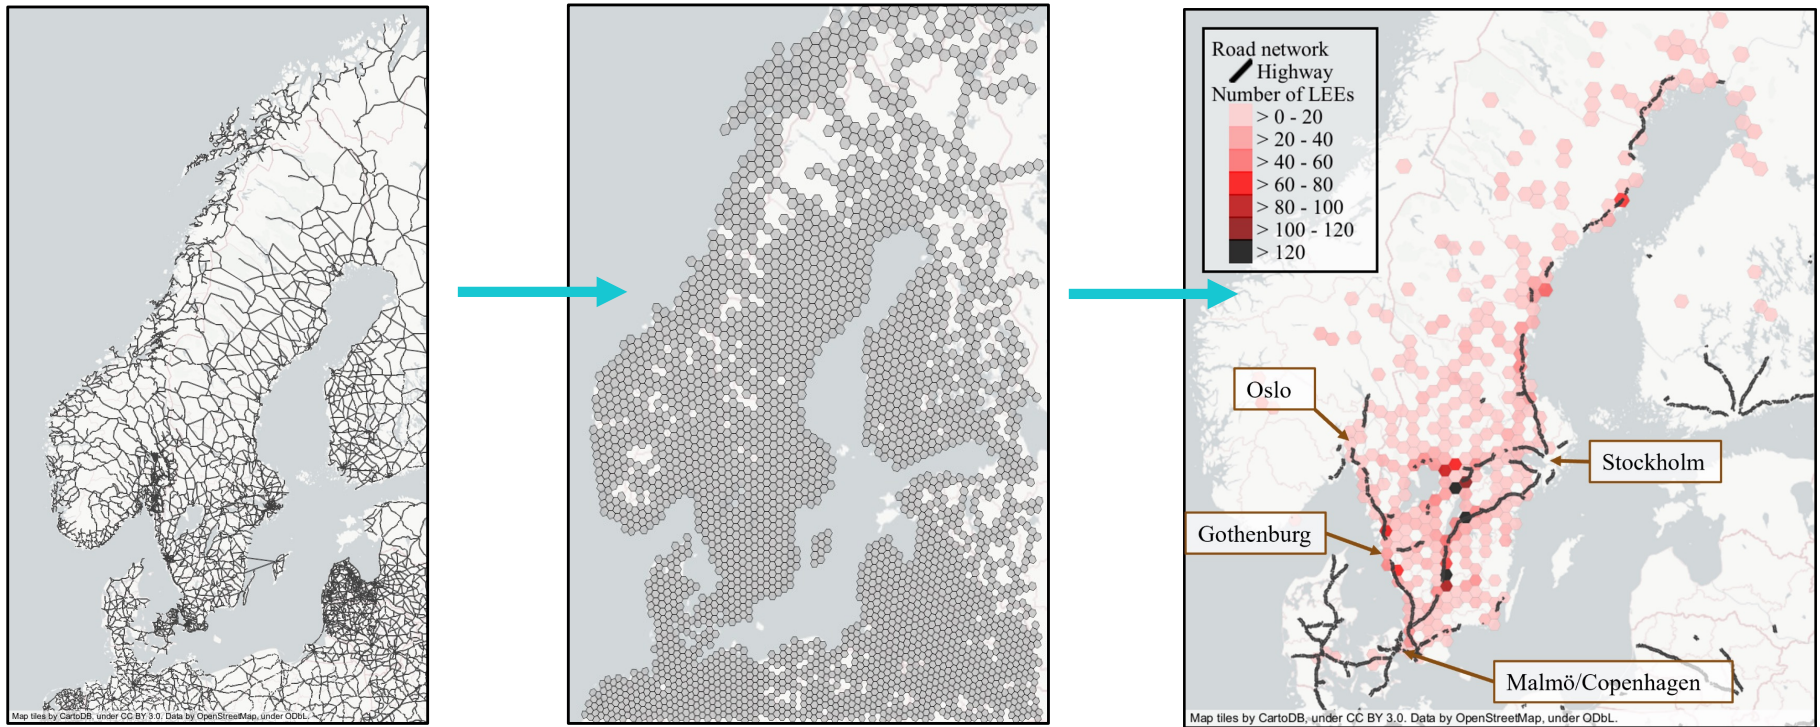 Map tiles by CartoDB, under CC BY 3.0. Data by OpenStreetMap, under ODbL.
Road network
Highway
Number of LEEs
> 0 - 20
> 20 - 40
> 40 - 60
> 60 - 80
> 80 - 100
> 100 - 120
> 120
Oslo
Stockholm
Gothenburg
Malmö/Copenhagen
Map tiles by CartoDB, under CC BY 3.0. Data by OpenStreetMap, under ODbL.